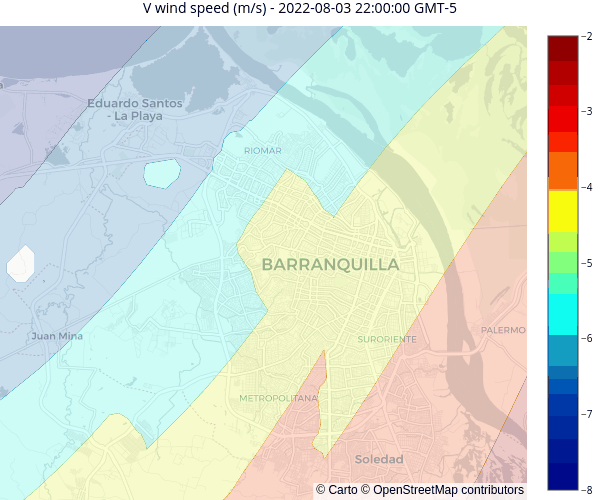 V wind speed (m/s) - 2022-08-03 22:00:00 GMT-5
−2
−3
−4
−5
−6
−7
−8
Eduardo Santos
- La Playa
RIOMAR
BARRANQUILLA
Juan Mina
SURORIENTE
PALERMO
METROPOLITANA
Soledad
© Carto © OpenStreetMap contributors